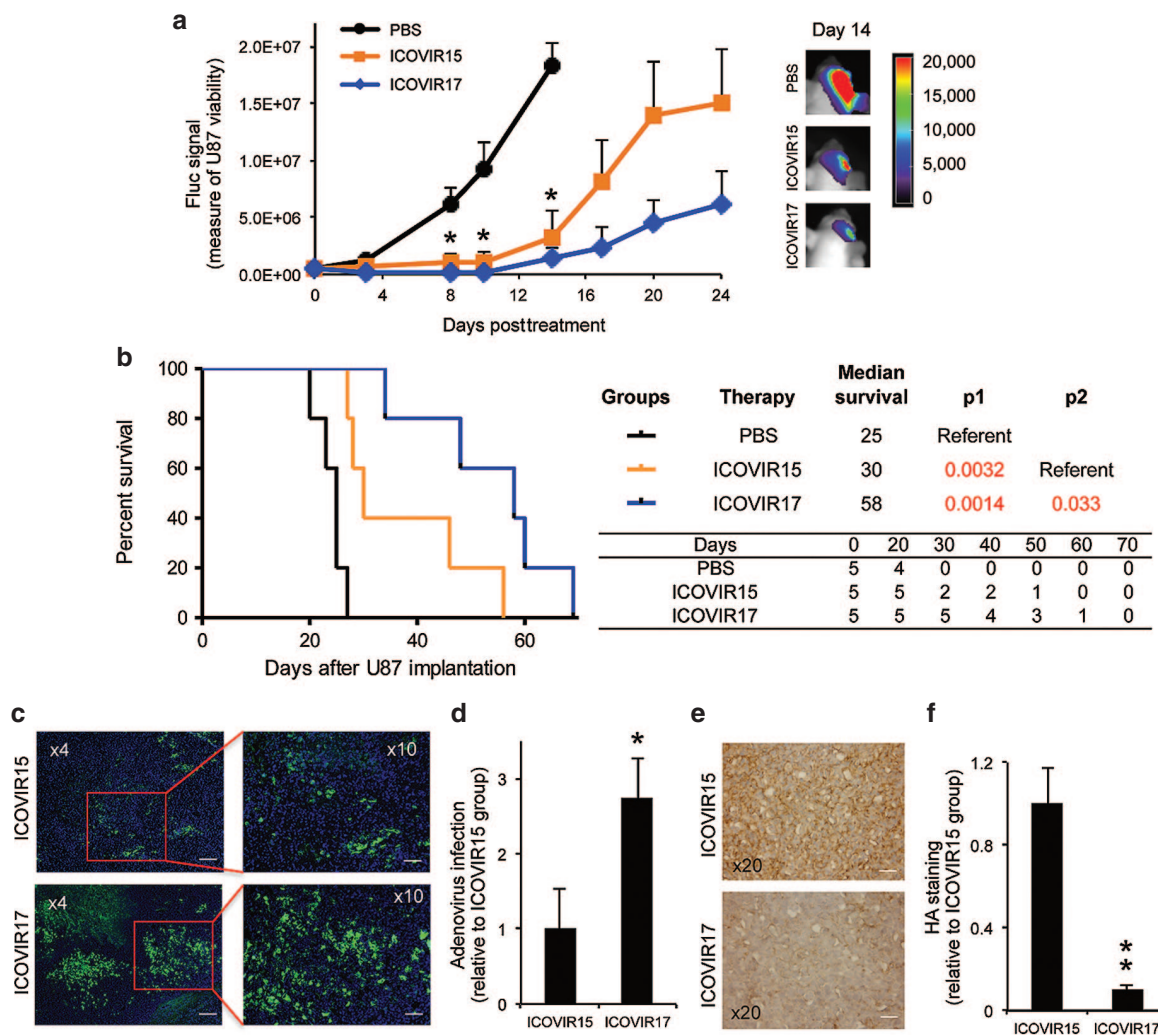 a
PBS
ICOVIR15
ICOVIR17
Fluc signal
(measure of U87 viability)
2.0E+07
1.5E+07
1.0E+07
5.0E+06
0.0E+00
* * *
0 4 8 12 16 20 24
Days posttreatment
Day 14
PBS
ICOVIR15
ICOVIR17
20,000
15,000
10,000
5,000
0
b
Percent survival
100
80
60
40
20
0
0 20 40 60
Days after U87 implantation
Groups Therapy Median survival p1 p2
PBS 25 Referent
ICOVIR15 30 0.0032 Referent
ICOVIR17 58 0.0014 0.033
Days 0 20 30 40 50 60 70
PBS 5 4 0 0 0 0 0
ICOVIR15 5 5 2 2 1 0 0
ICOVIR17 5 5 5 4 3 1 0
c
ICOVIR15
x4 x10
ICOVIR17
x4 x10
d
Adenovirus infection
(relative to ICOVIR15 group)
3
2
1
0
*
ICOVIR15 ICOVIR17
e
ICOVIR15
x20
ICOVIR17
x20
f
HA staining
(relative to ICOVIR15 group)
1.2
0.8
0.4
0
*
*
ICOVIR15 ICOVIR17